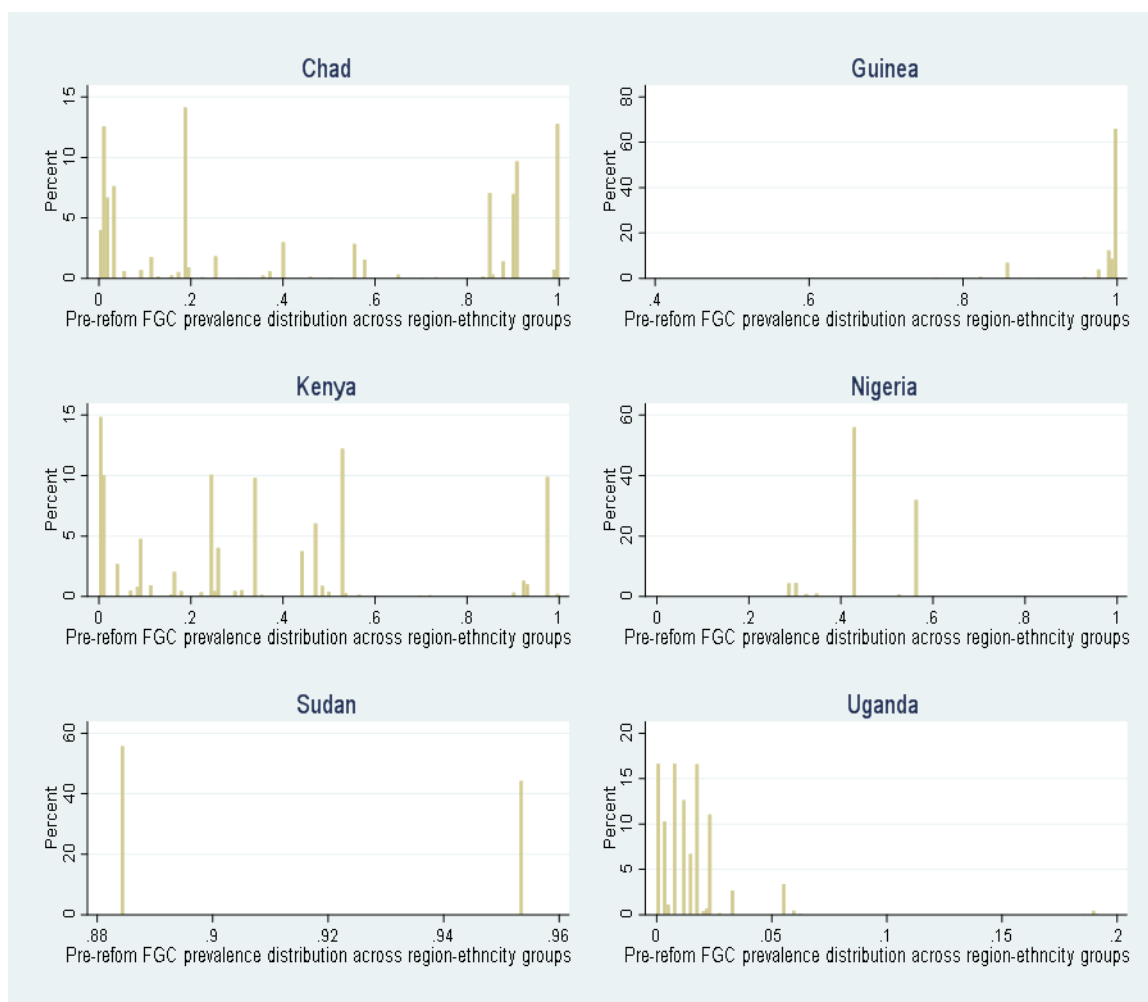 Chad
Percent
15
10
5
0
0 .2 .4 .6 .8 1
Pre-refom FGC prevalence distribution across region-ethncity groups
Guinea
Percent
80
60
40
20
0
.4 .6 .8 1
Pre-refom FGC prevalence distribution across region-ethncity groups
Kenya
Percent
15
10
5
0
0 .2 .4 .6 .8 1
Pre-refom FGC prevalence distribution across region-ethncity groups
Nigeria
Percent
60
40
20
0
0 .2 .4 .6 .8 1
Pre-refom FGC prevalence distribution across region-ethncity groups
Sudan
Percent
60
40
20
0
.88 .9 .92 .94 .96
Pre-refom FGC prevalence distribution across region-ethncity groups
Uganda
Percent
20
15
10
5
0
0 .05 .1 .15 .2
Pre-refom FGC prevalence distribution across region-ethncity groups